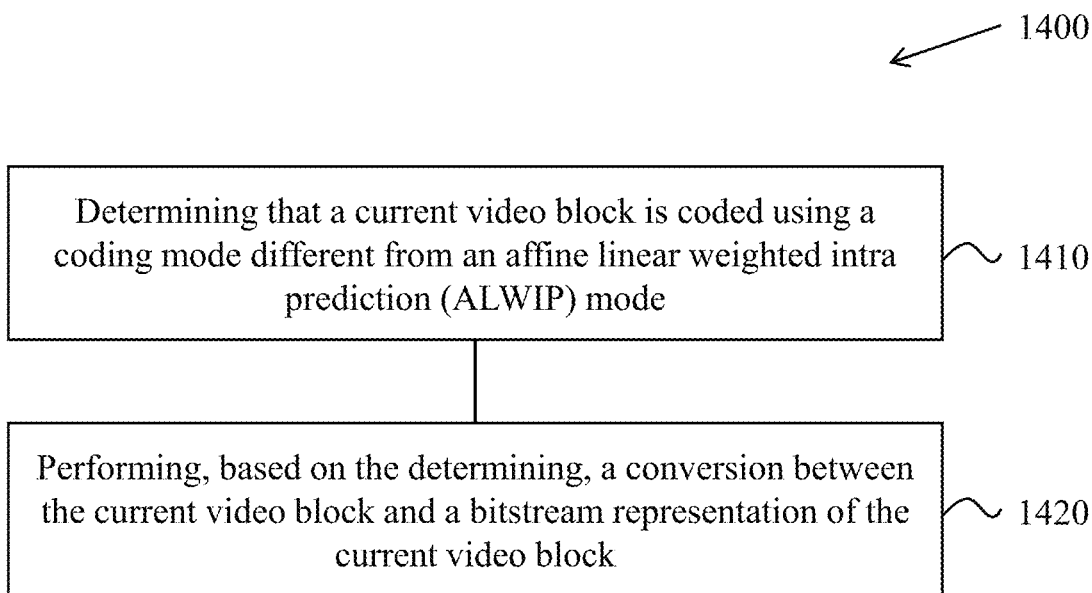 1400
Determining that a current video block is coded using a
coding mode different from an affine linear weighted intra
prediction (ALWIP) mode
1410
Performing, based on the determining, a conversion between
the current video block and a bitstream representation of the
current video block
1420